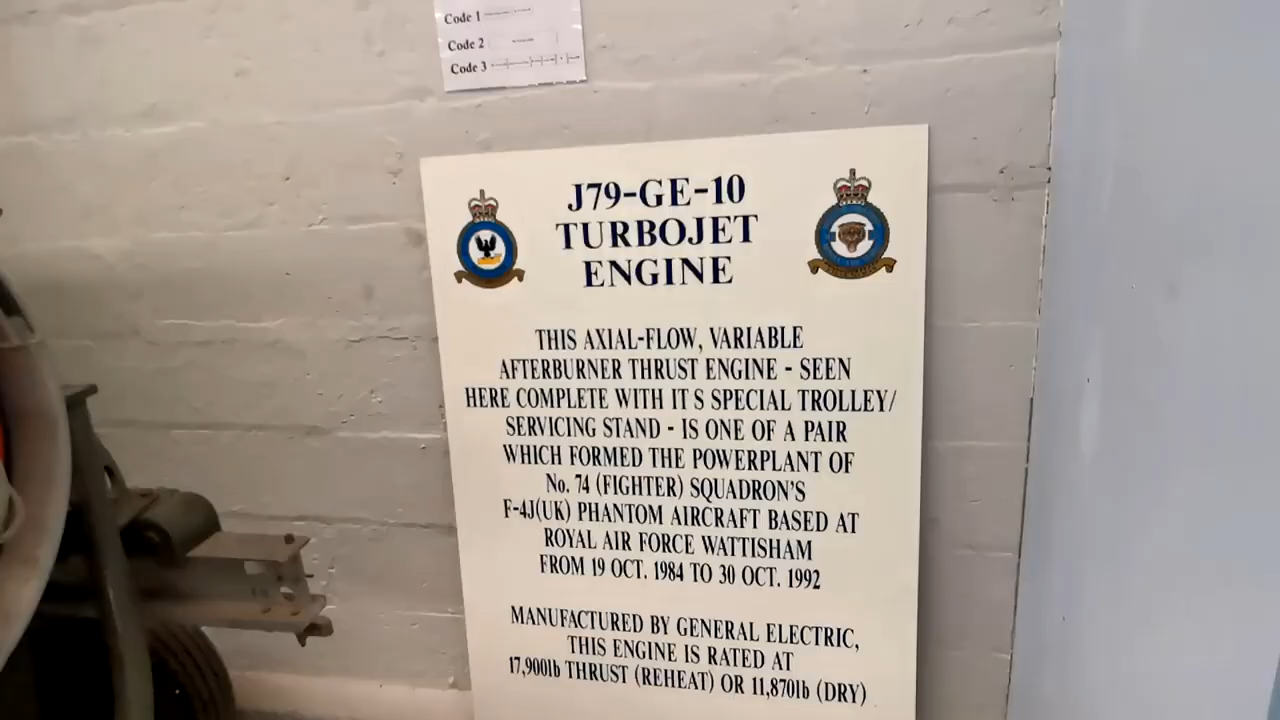 Code 1
Code 2
Code 3
J79-GE-10
TURBOJET
ENGINE
THIS AXIAL-FLOW, VARIABLE
AFTERBURNER THRUST ENGINE - SEEN
HERE COMPLETE WITH IT S SPECIAL TROLLEY/
SERVICING STAND - IS ONE OF A PAIR
WHICH FORMED THE POWERPLANT OF
No. 74 (FIGHTER) SQUADRON'S
F-4J(UK) PHANTOM AIRCRAFT BASED AT
ROYAL AIR FORCE WATTISHAM
FROM 19 OCT. 1984 TO 30 OCT. 1992
MANUFACTURED BY GENERAL ELECTRIC,
THIS ENGINE IS RATED AT
17,900lb THRUST (REHEAT) OR 11,870lb (DRY)